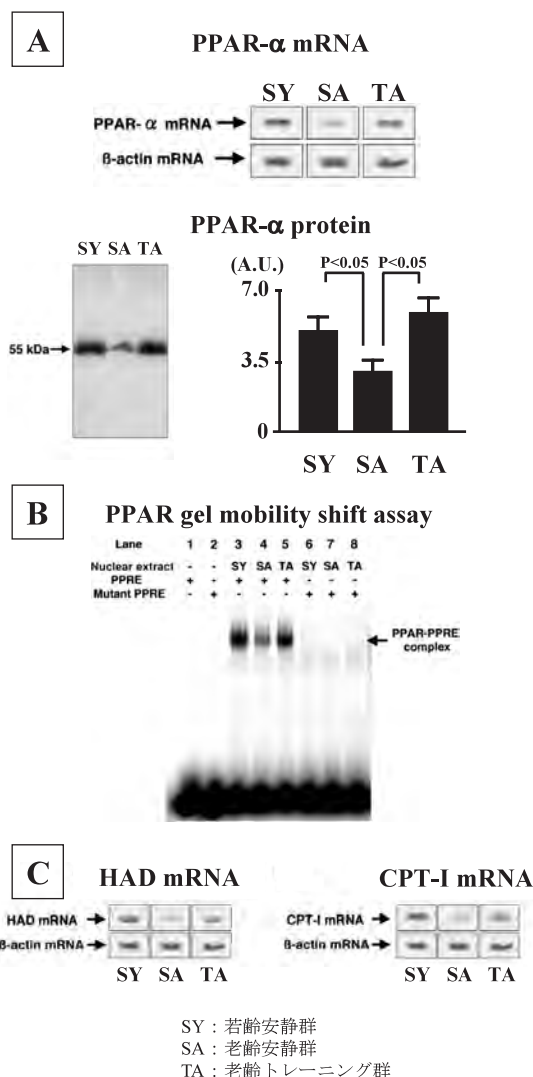 A
PPAR-α mRNA
SY SA TA
PPAR- α mRNA
ß-actin mRNA
PPAR-α protein
SY SA TA
55 kDa
(A.U.)
P<0.05 P<0.05
7.0
3.5
0
SY SA TA
B
PPAR gel mobility shift assay
Lane 1 2 3 4 5 6 7 8
Nuclear extract - - SY SA TA SY SA TA
PPRE + - + + + - - -
Mutant PPRE - + - - - + + +
PPAR-PPRE
complex
C
HAD mRNA
HAD mRNA
ß-actin mRNA
SY SA TA
CPT-I mRNA
CPT-I mRNA
ß-actin mRNA
SY SA TA
SY：若齢安静群
SA：老齢安静群
TA：老齢トレーニング群